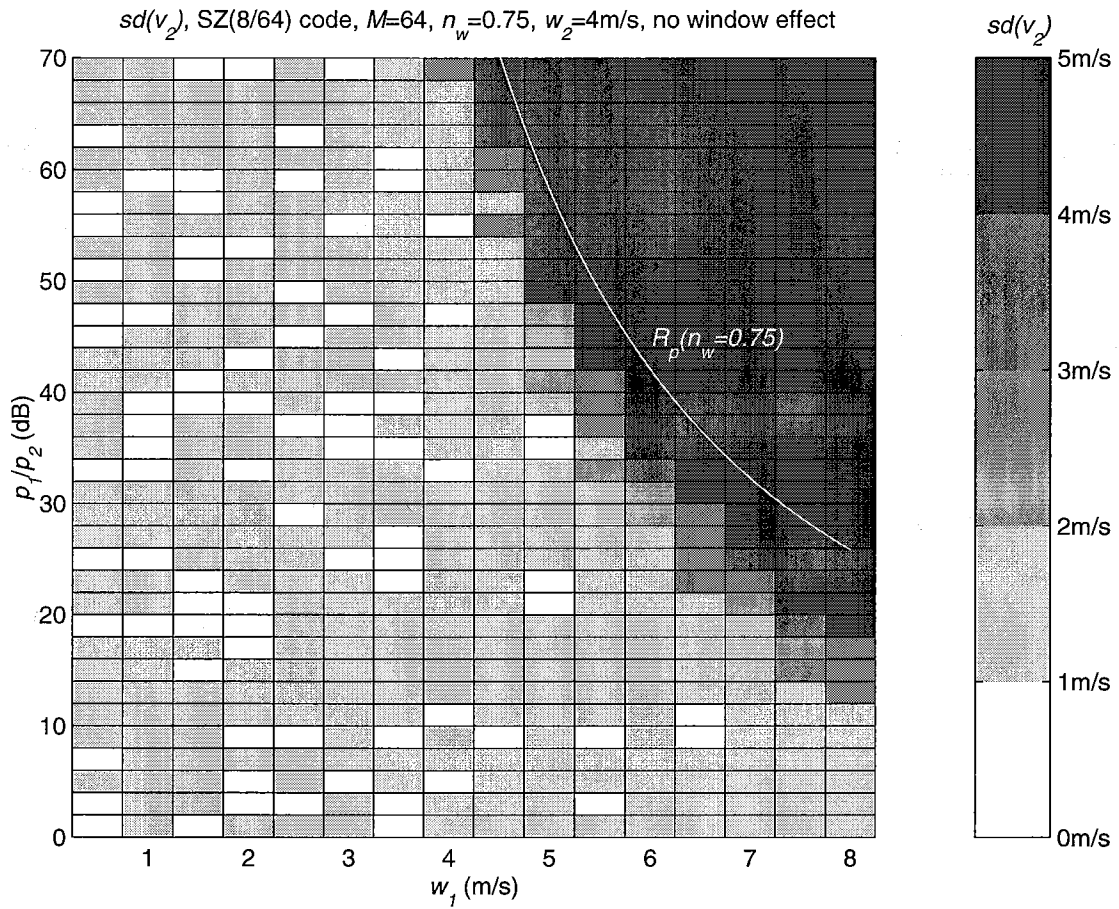 sd(v2), SZ(8/64) code, M=64, nw=0.75, w2=4m/s, no window effect
sd(v2)
70
60
50
40
30
20
10
0
p1/p2 (dB)
Rp(nw=0.75)
1 2 3 4 5 6 7 8
w1 (m/s)
5m/s
4m/s
3m/s
2m/s
1m/s
0m/s